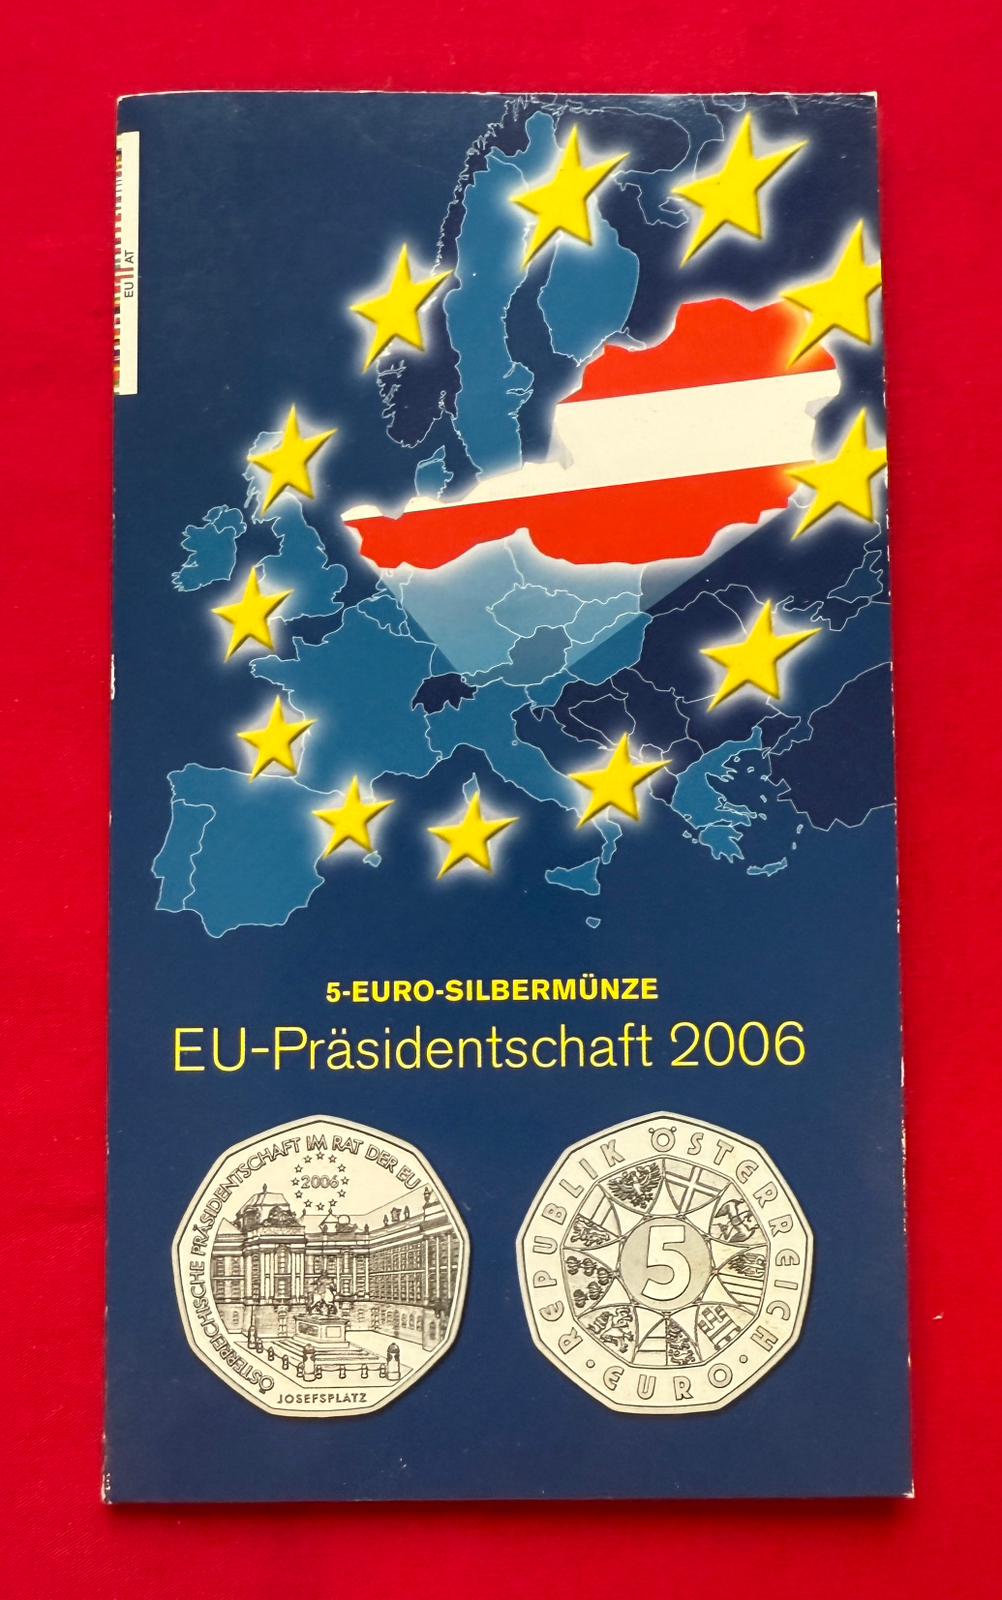 EU AT
5-EURO-SILBERMÜNZE
EU-Präsidentschaft 2006
ÖSTERREICHISCHE PRÄSIDENTSCHAFT IM RAT DER EU
2006
JOSEFSPLATZ
REPUBLIK ÖSTERREICH
5
· EURO ·